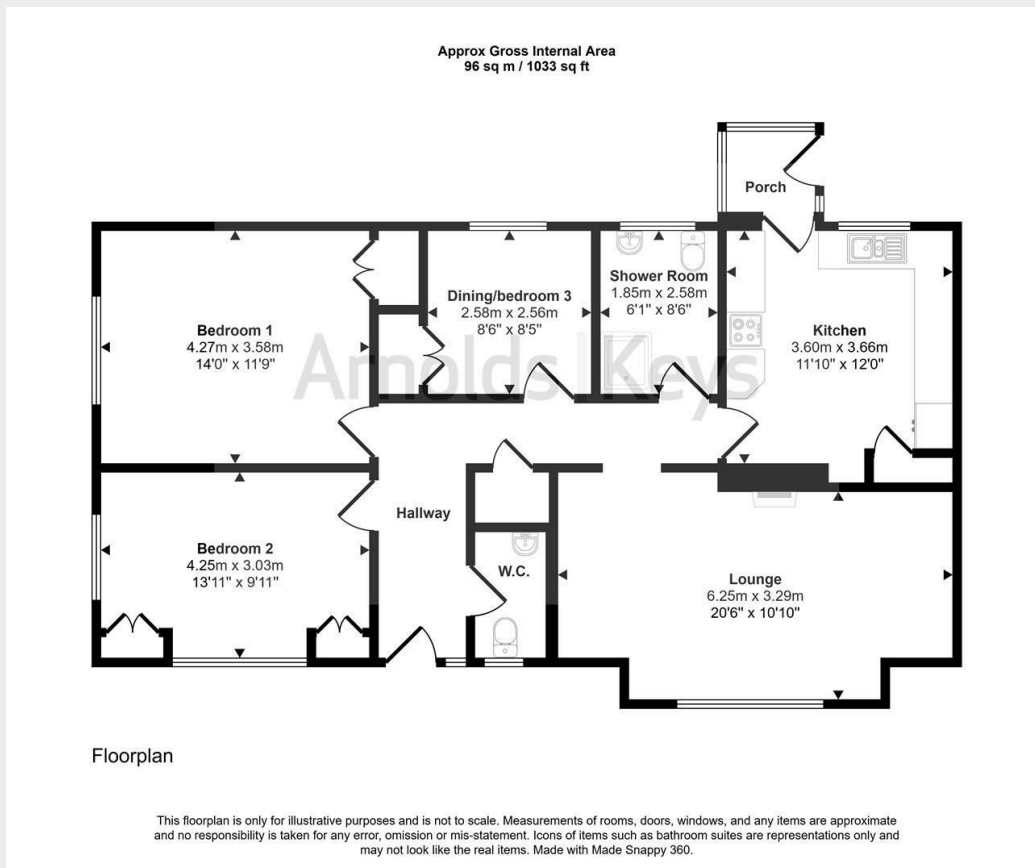 Approx Gross Internal Area
96 sq m / 1033 sq ft
Porch
Bedroom 1
4.27m x 3.58m
14'0" x 11'9"
Dining/bedroom 3
2.58m x 2.56m
8'6" x 8'5"
Shower Room
1.85m x 2.58m
6'1" x 8'6"
Kitchen
3.60m x 3.66m
11'10" x 12'0"
Arnolds | Keys
Hallway
Bedroom 2
4.25m x 3.03m
13'11" x 9'11"
W.C.
Lounge
6.25m x 3.29m
20'6" x 10'10"
Floorplan
This floorplan is only for illustrative purposes and is not to scale. Measurements of rooms, doors, windows, and any items are approximate
and no responsibility is taken for any error, omission or mis-statement. Icons of items such as bathroom suites are representations only and
may not look like the real items. Made with Made Snappy 360.